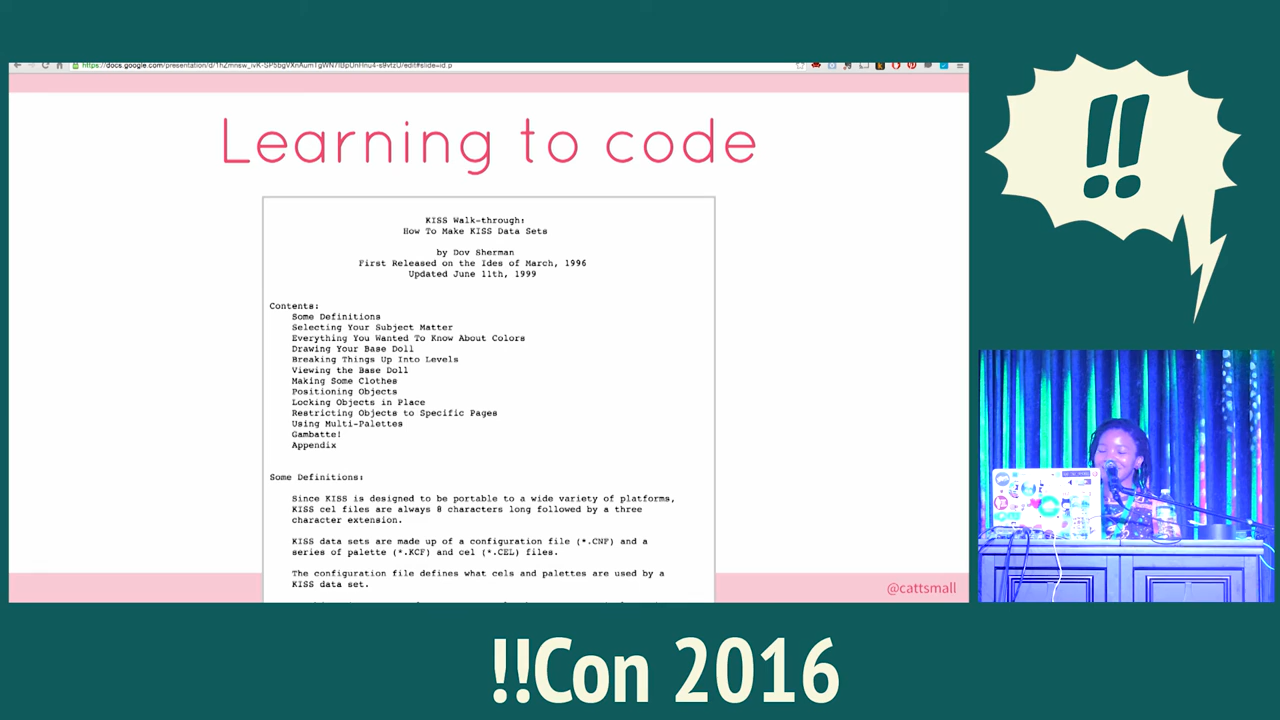 Learning to code
KISS Walk-through:
How To Make KISS Data Sets
by Dov Sherman
First Released on the Ides of March, 1996
Updated June 11th, 1999
Contents:
Some Definitions
Selecting Your Subject Matter
Everything You Wanted To Know About Colors
Drawing Your Base Doll
Breaking Things Up Into Levels
Viewing the Base Doll
Making Some Clothes
Positioning Objects
Locking Objects in Place
Restricting Objects to Specific Pages
Using Multi-Palettes
Gambatte!
Appendix
Some Definitions:
Since KISS is designed to be portable to a wide variety of platforms,
KISS cel files are always 8 characters long followed by a three
character extension.
KISS data sets are made up of a configuration file (*.CNF) and a
series of palette (*.KCF) and cel (*.CEL) files.
The configuration file defines what cels and palettes are used by a
KISS data set.
@cattsmall
!!
!!Con 2016